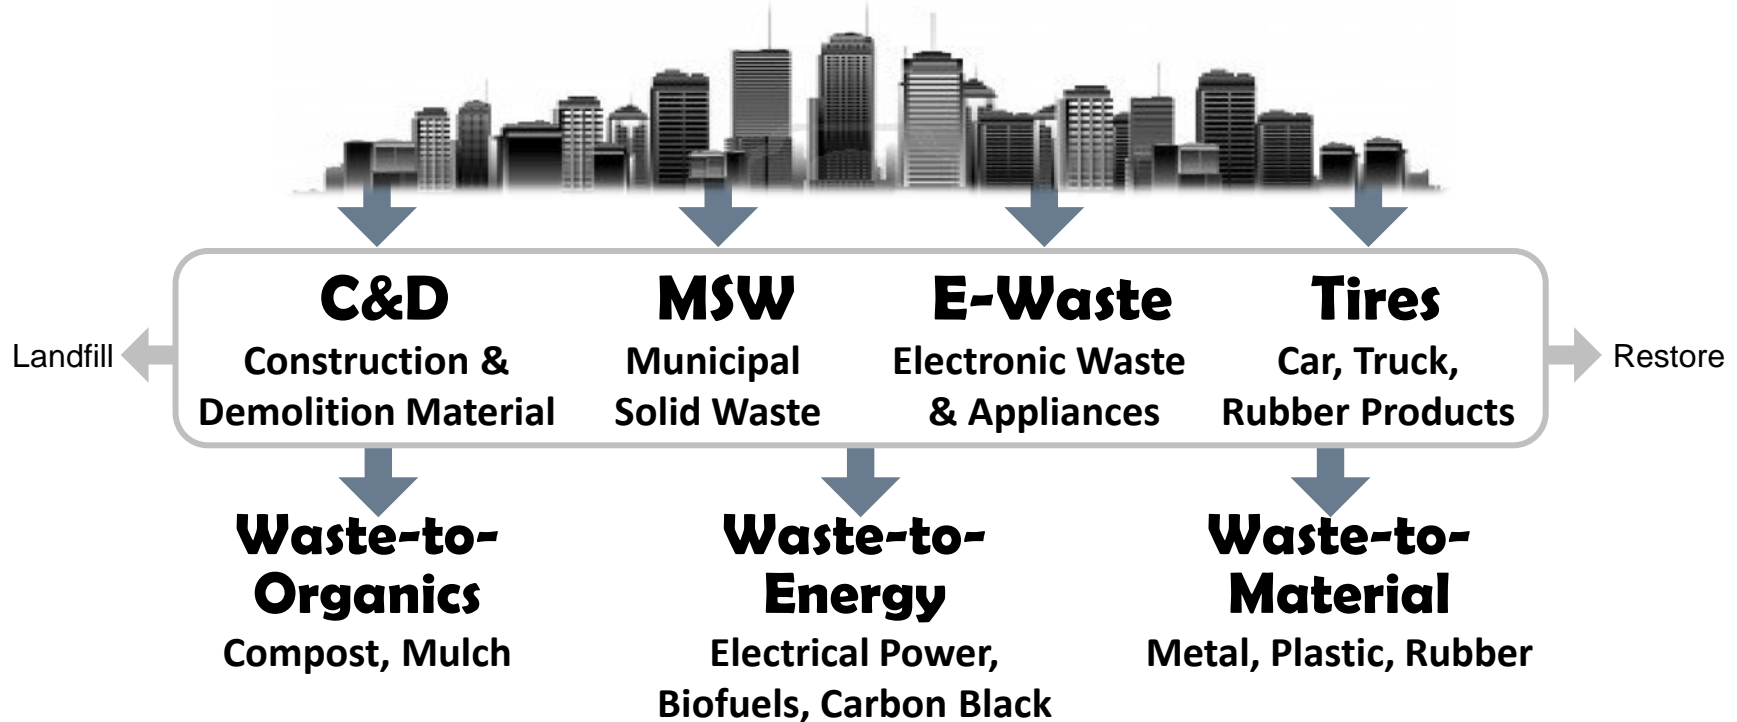 C&D
Construction &
Demolition Material
MSW
Municipal
Solid Waste
E-Waste
Electronic Waste
& Appliances
Tires
Car, Truck,
Rubber Products
Landfill
Restore
Waste-to-
Organics
Compost, Mulch
Waste-to-
Energy
Electrical Power,
Biofuels, Carbon Black
Waste-to-
Material
Metal, Plastic, Rubber